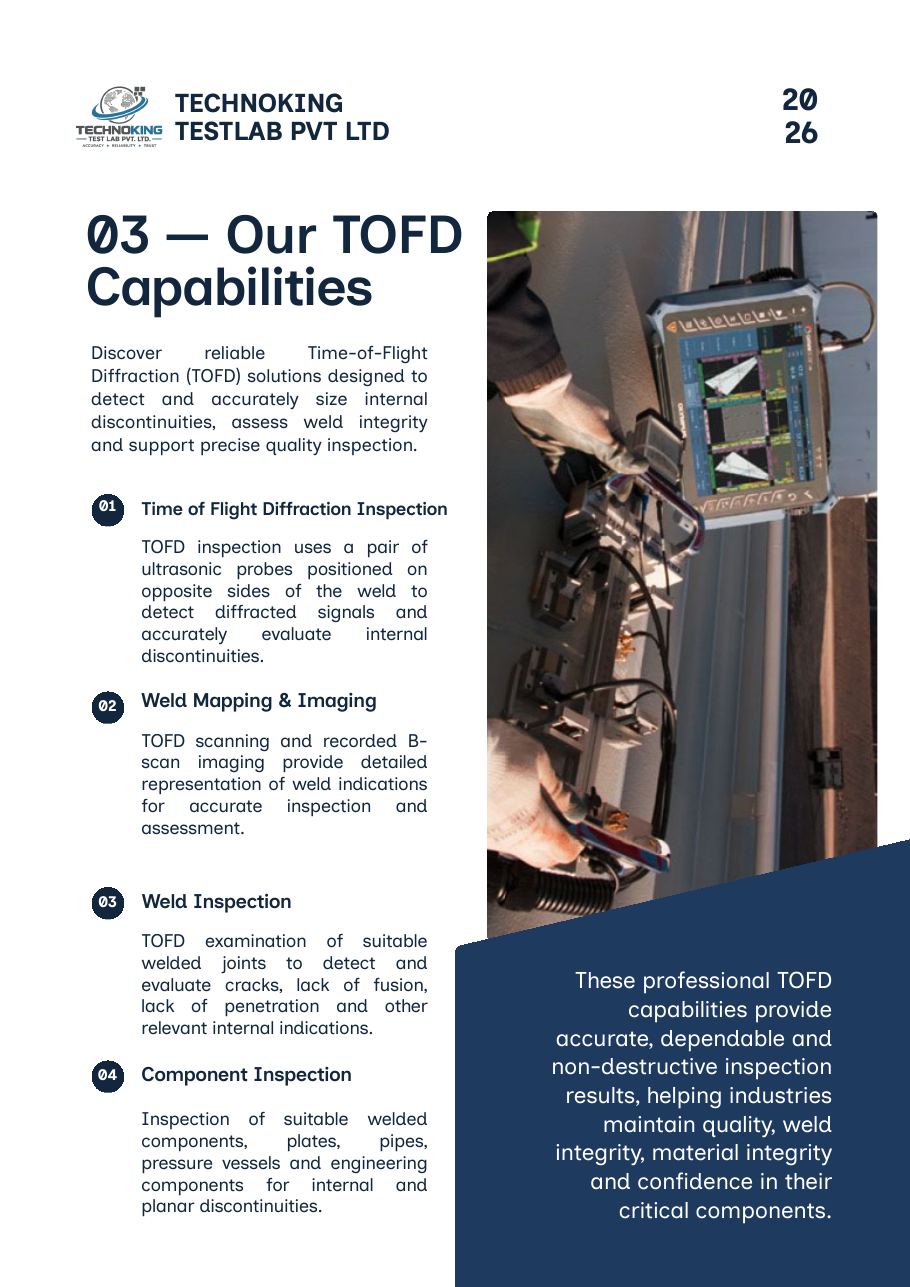 TECHNOKING
TEST LAB PVT. LTD.
ACCURACY • RELIABILITY • TRUST
TECHNOKING
TESTLAB PVT LTD
20
26
03 — Our TOFD
Capabilities
Discover reliable Time-of-Flight
Diffraction (TOFD) solutions designed to
detect and accurately size internal
discontinuities, assess weld integrity
and support precise quality inspection.
01
Time of Flight Diffraction Inspection
TOFD inspection uses a pair of
ultrasonic probes positioned on
opposite sides of the weld to
detect diffracted signals and
accurately evaluate internal
discontinuities.
02
Weld Mapping & Imaging
TOFD scanning and recorded B-
scan imaging provide detailed
representation of weld indications
for accurate inspection and
assessment.
03
Weld Inspection
TOFD examination of suitable
welded joints to detect and
evaluate cracks, lack of fusion,
lack of penetration and other
relevant internal indications.
04
Component Inspection
Inspection of suitable welded
components, plates, pipes,
pressure vessels and engineering
components for internal and
planar discontinuities.
These professional TOFD
capabilities provide
accurate, dependable and
non-destructive inspection
results, helping industries
maintain quality, weld
integrity, material integrity
and confidence in their
critical components.